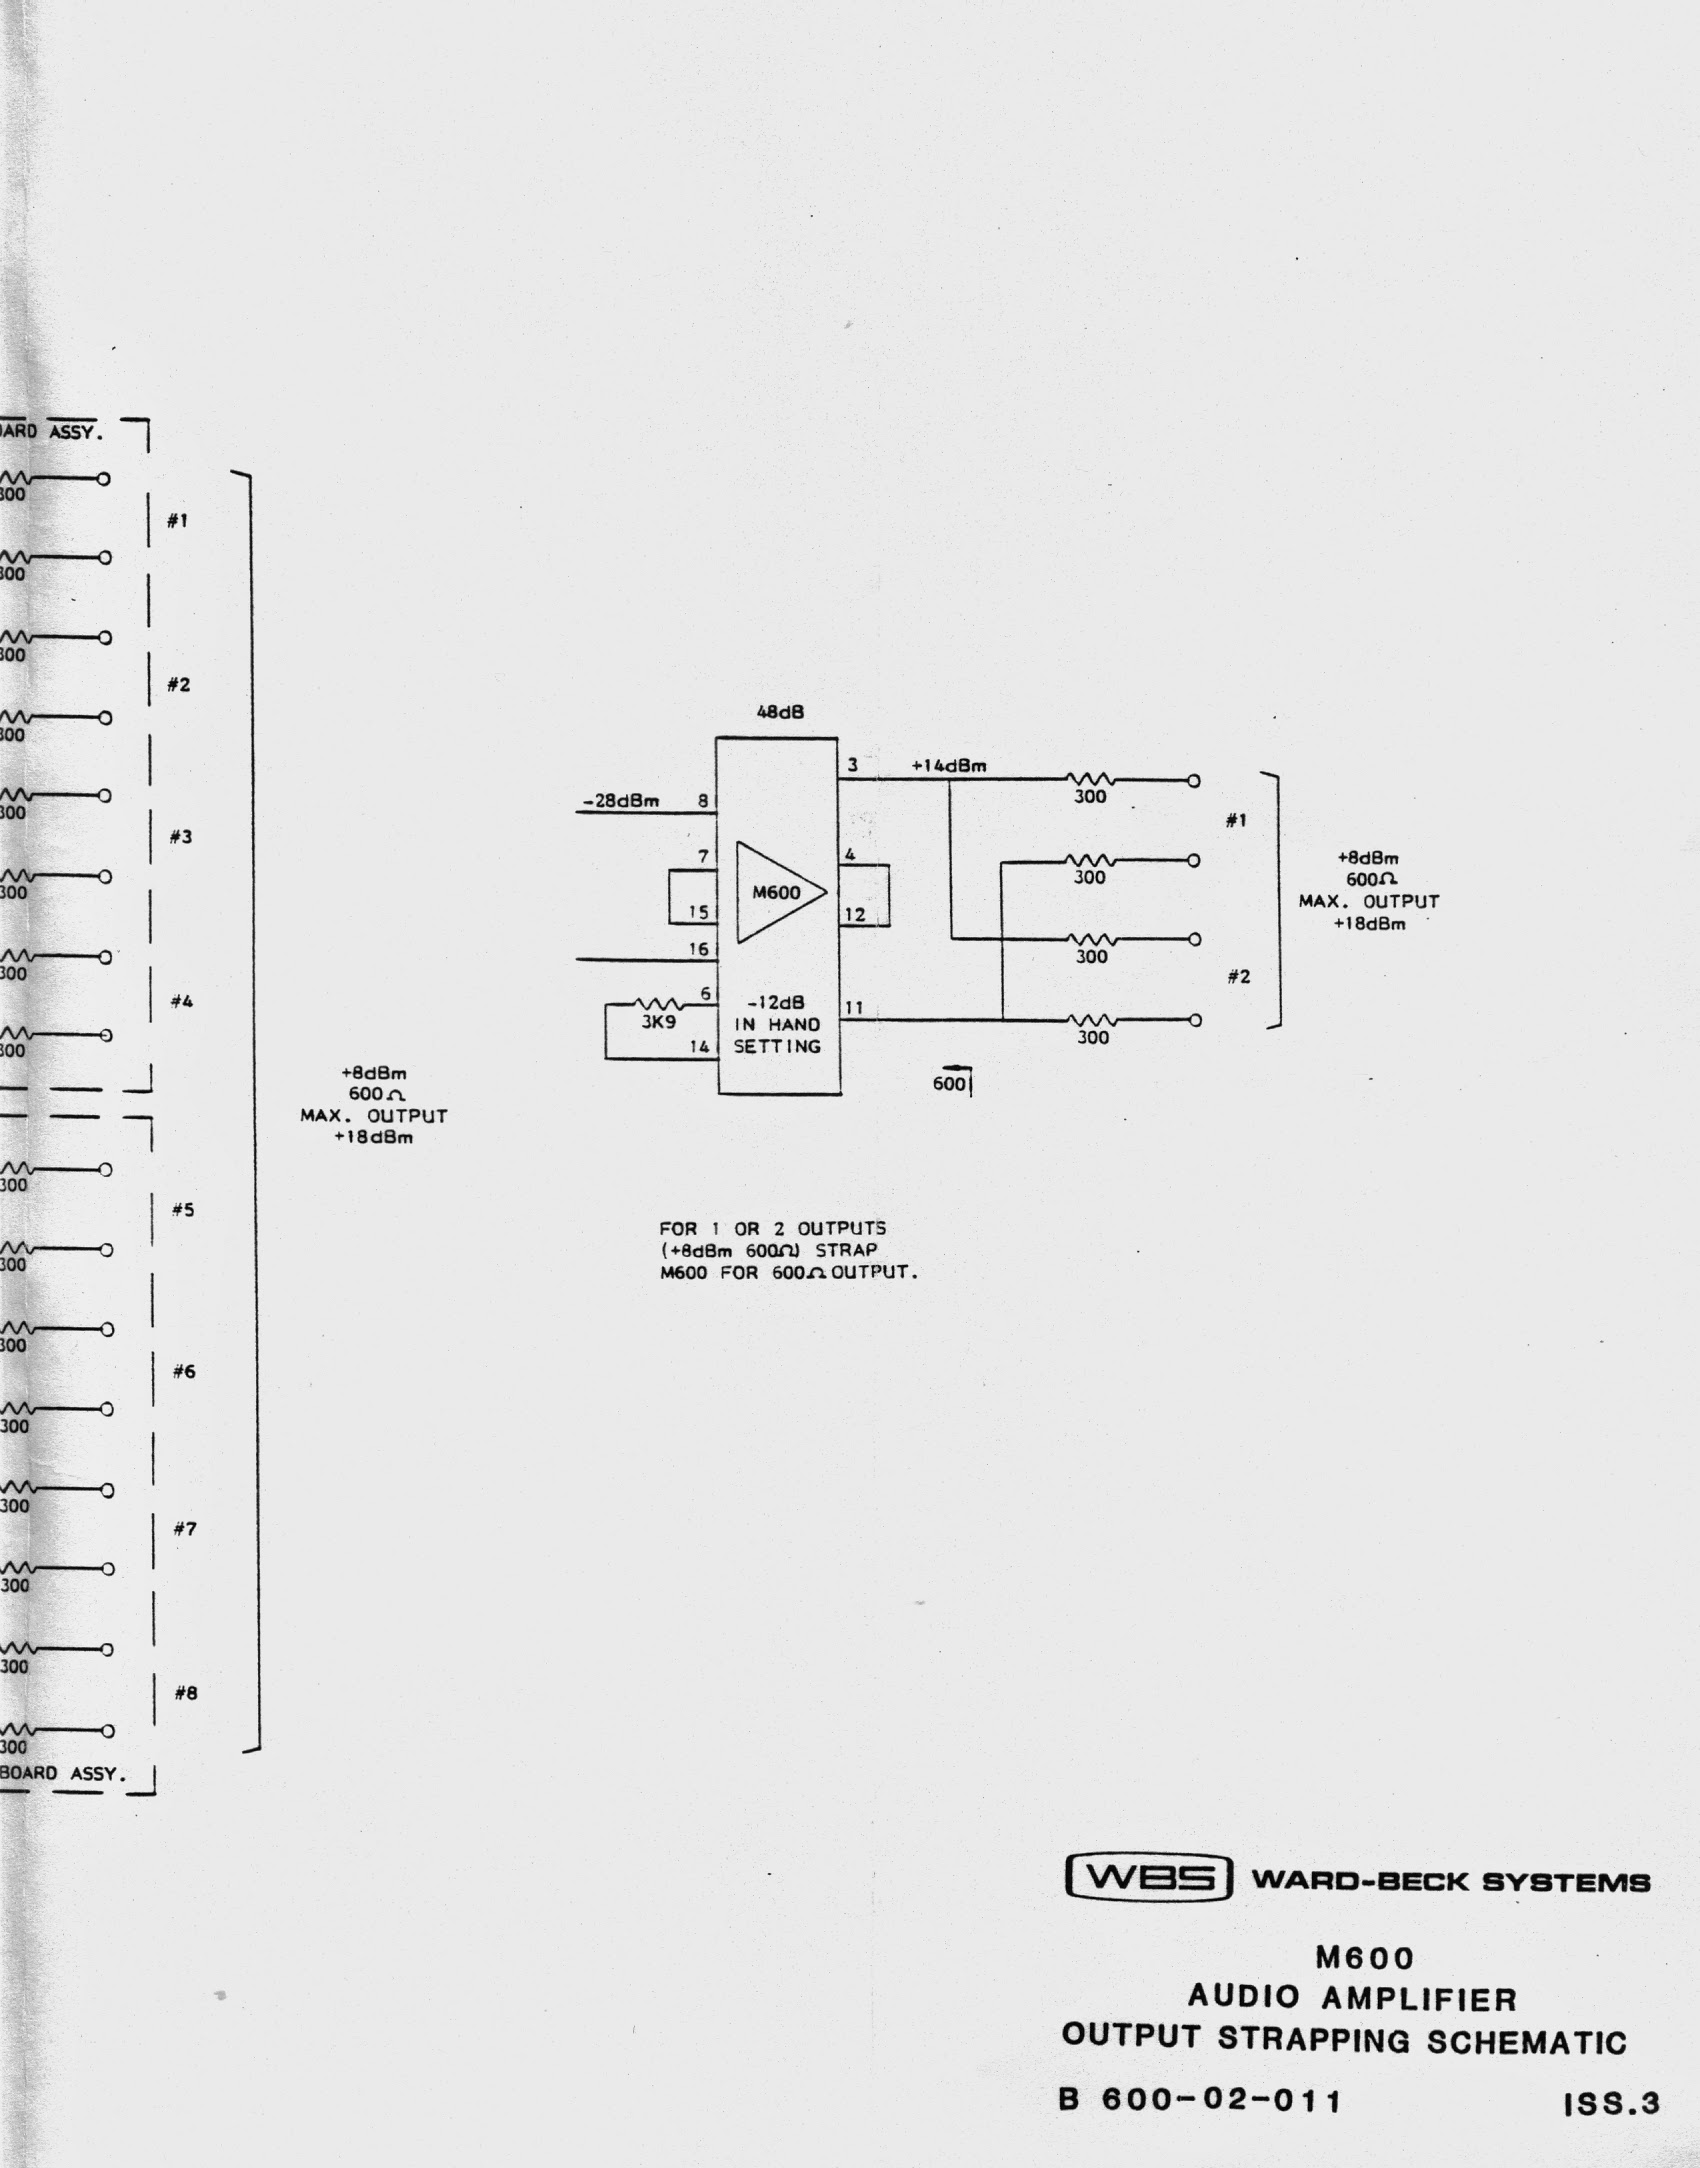 ARD ASSY.
300
#1
300
300
#2
300
300
#3
300
300
#4
300
+8dBm
600Ω
MAX. OUTPUT
+18dBm
300
#5
300
300
#6
300
300
#7
300
300
#8
300
BOARD ASSY.
48dB
-28dBm
8
7
15
16
6
3K9
14
M600
-12dB
IN HAND
SETTING
3
+14dBm
4
12
11
300
#1
300
300
#2
300
600
+8dBm
600Ω
MAX. OUTPUT
+18dBm
FOR 1 OR 2 OUTPUTS
(+8dBm 600Ω) STRAP
M600 FOR 600Ω OUTPUT.
WBS WARD-BECK SYSTEMS
M600
AUDIO AMPLIFIER
OUTPUT STRAPPING SCHEMATIC
B 600-02-011 ISS.3